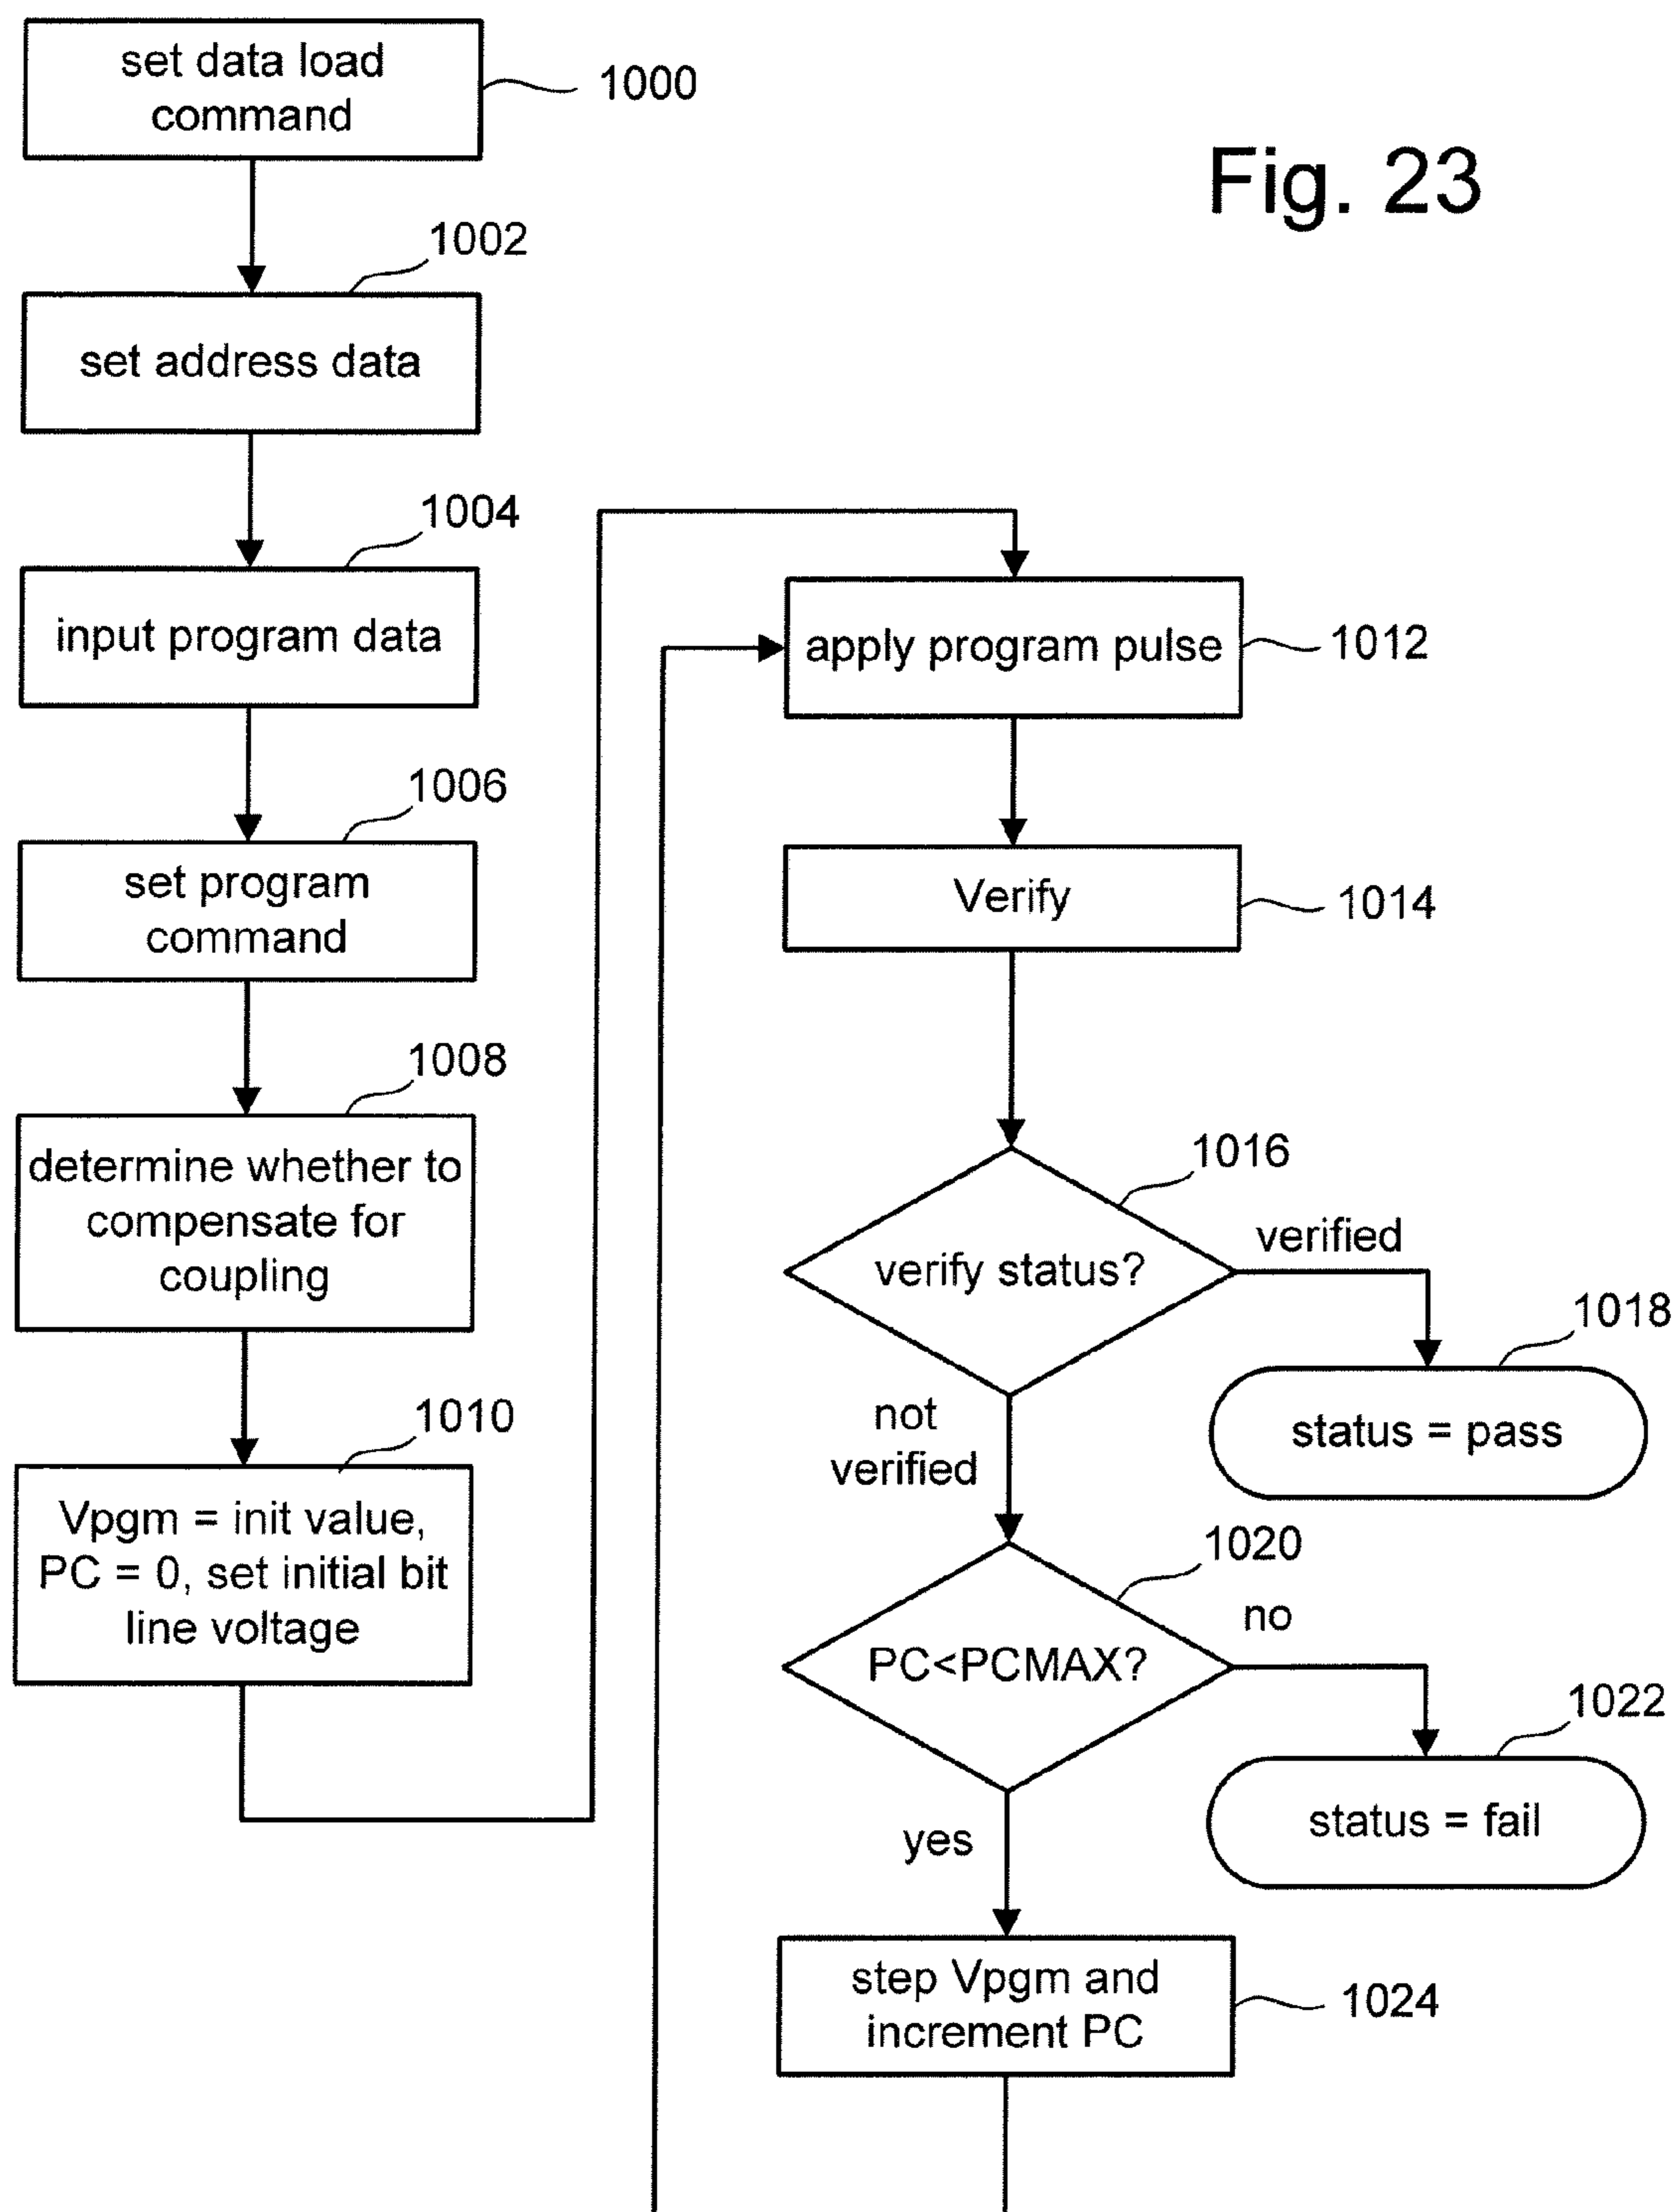 set data load
command
1000
Fig. 23
1002
set address data
1004
input program data
1006
set program
command
1008
determine whether to
compensate for
coupling
1010
Vpgm = init value,
PC = 0, set initial bit
line voltage
apply program pulse
1012
Verify
1014
1016
verify status?
verified
1018
status = pass
not
verified
1020
PC<PCMAX?
no
1022
status = fail
yes
step Vpgm and
increment PC
1024